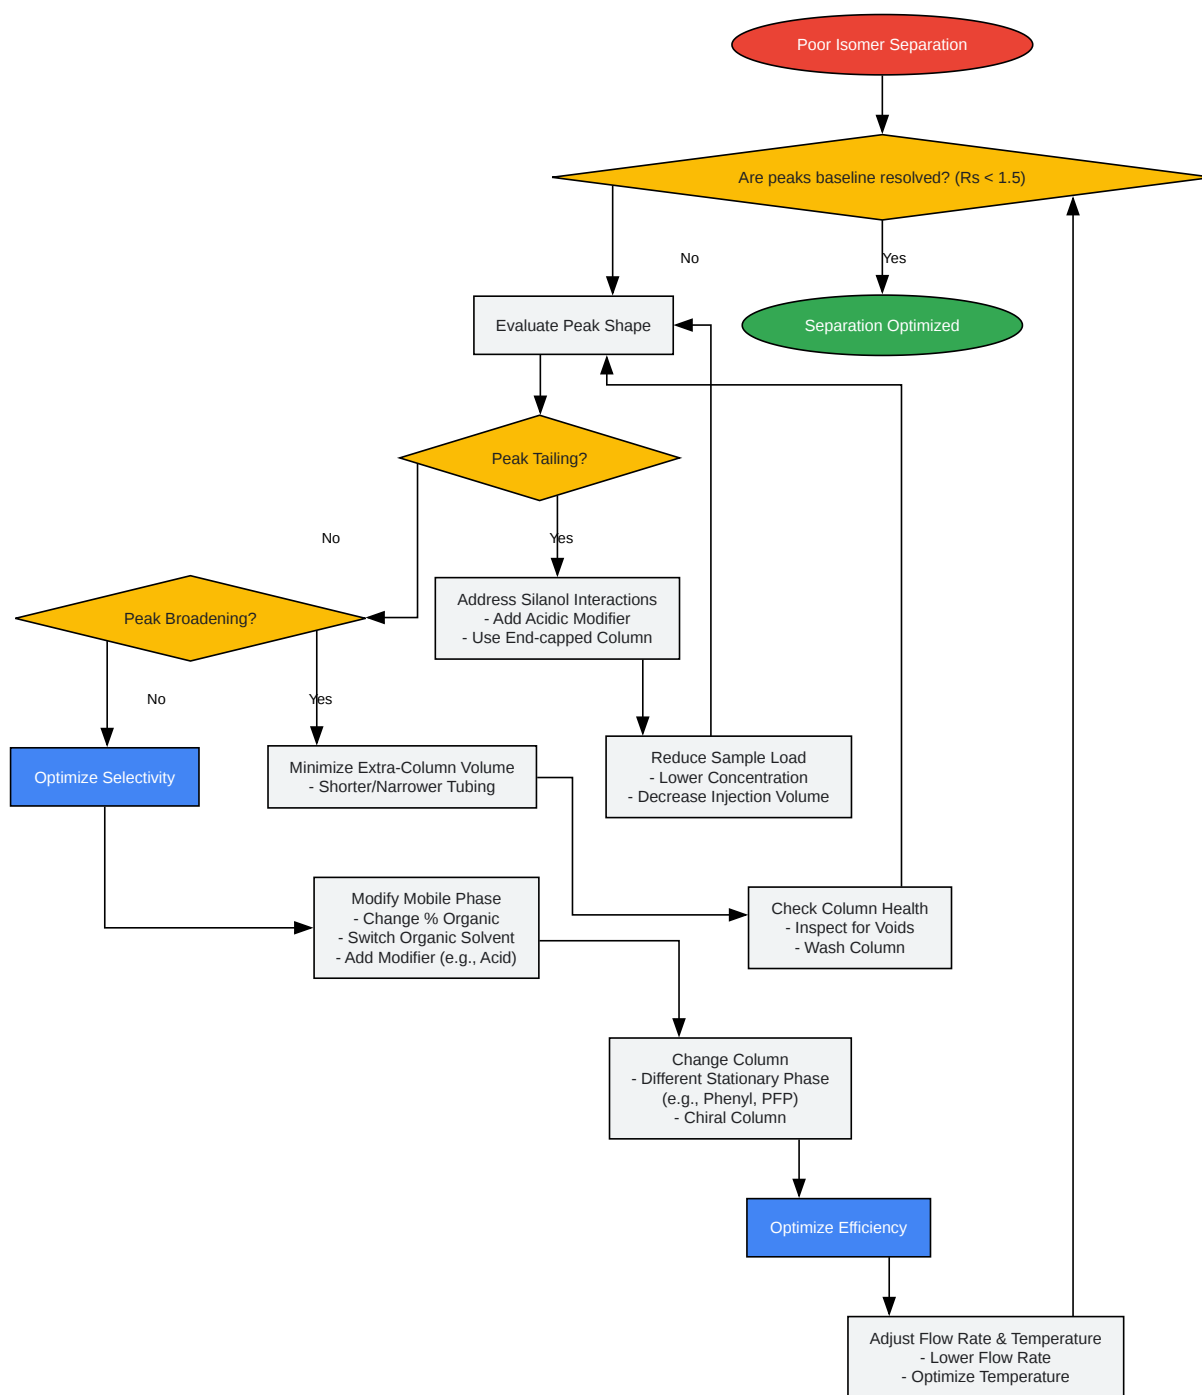 Poor Isomer Separation
Are peaks baseline resolved? (Rs < 1.5)
No
Yes
Evaluate Peak Shape
Separation Optimized
Peak Tailing?
No
Yes
Address Silanol Interactions
- Add Acidic Modifier
- Use End-capped Column
Peak Broadening?
No
Yes
Optimize Selectivity
Minimize Extra-Column Volume
- Shorter/Narrower Tubing
Reduce Sample Load
- Lower Concentration
- Decrease Injection Volume
Modify Mobile Phase
- Change % Organic
- Switch Organic Solvent
- Add Modifier (e.g., Acid)
Check Column Health
- Inspect for Voids
- Wash Column
Change Column
- Different Stationary Phase
(e.g., Phenyl, PFP)
- Chiral Column
Optimize Efficiency
Adjust Flow Rate & Temperature
- Lower Flow Rate
- Optimize Temperature